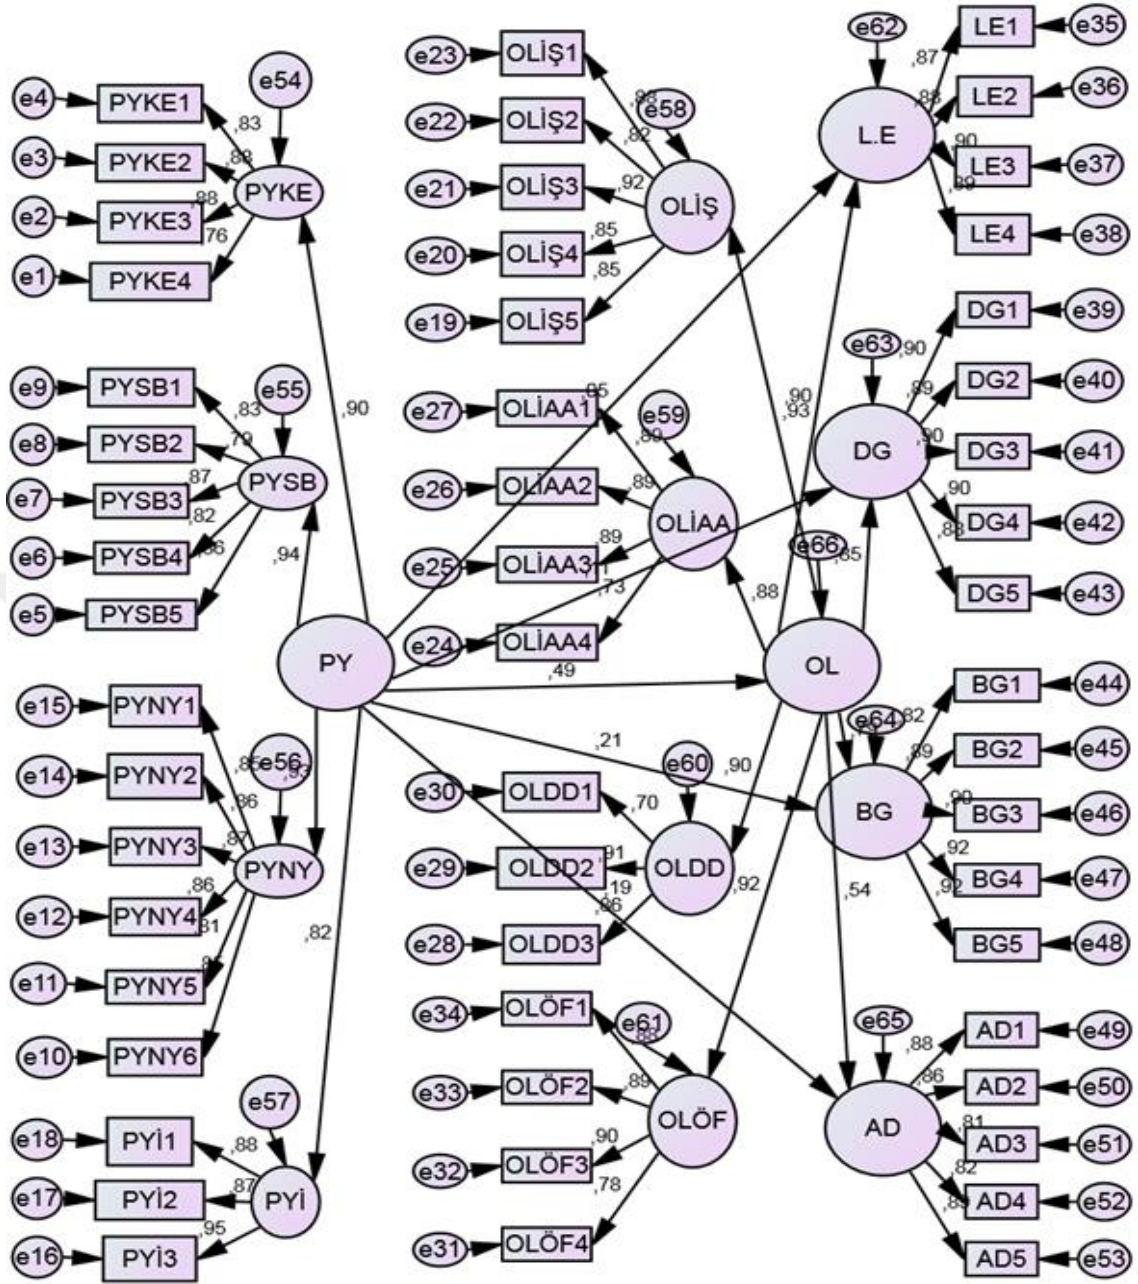 e4 PYKE1 ,83 e54
e3 PYKE2 ,88 PYKE
e2 PYKE3 ,88
e1 PYKE4 ,76
,90
e9 PYSB1 ,83 e55
e8 PYSB2 ,79 PYSB
e7 PYSB3 ,87
e6 PYSB4 ,82
e5 PYSB5
,94
PY
e15 PYNY1 e56
e14 PYNY2 ,86
e13 PYNY3 ,87 PYNY
e12 PYNY4 ,86
e11 PYNY5
e10 PYNY6
,82
e18 PYİ1 ,88 e57
e17 PYİ2 ,87 PYİ
e16 PYİ3 ,95
e23 OLİŞ1 e58
e22 OLİŞ2 ,82
e21 OLİŞ3 ,92 OLİŞ
e20 OLİŞ4 ,85
e19 OLİŞ5 ,85
e27 OLİAA1 e59
e26 OLİAA2 ,89 OLİAA
e25 OLİAA3 ,89
,73
e24 OLİAA4
,88
,49
,21
e30 OLDD1 ,70 e60
,90
e29 OLDD2 ,91 OLDD
,19
e28 OLDD3 ,86
,92
e34 OLÖF1 e61
,88
e33 OLÖF2 ,89 OLÖF
e32 OLÖF3 ,90
e31 OLÖF4 ,78
e62 LE1 e35
,87
L.E ,88 LE2 e36
,90 LE3 e37
,89 LE4 e38
,90
,93
e63 ,90 DG1 e39
DG ,89 DG2 e40
,90 DG3 e41
,90 DG4 e42
,88 DG5 e43
e66 ,85
OL
e64 ,82 BG1 e44
BG ,89 BG2 e45
,90 BG3 e46
,92 BG4 e47
,92 BG5 e48
,54
e65 ,88 AD1 e49
AD ,86 AD2 e50
,81 AD3 e51
,82 AD4 e52
AD5 e53